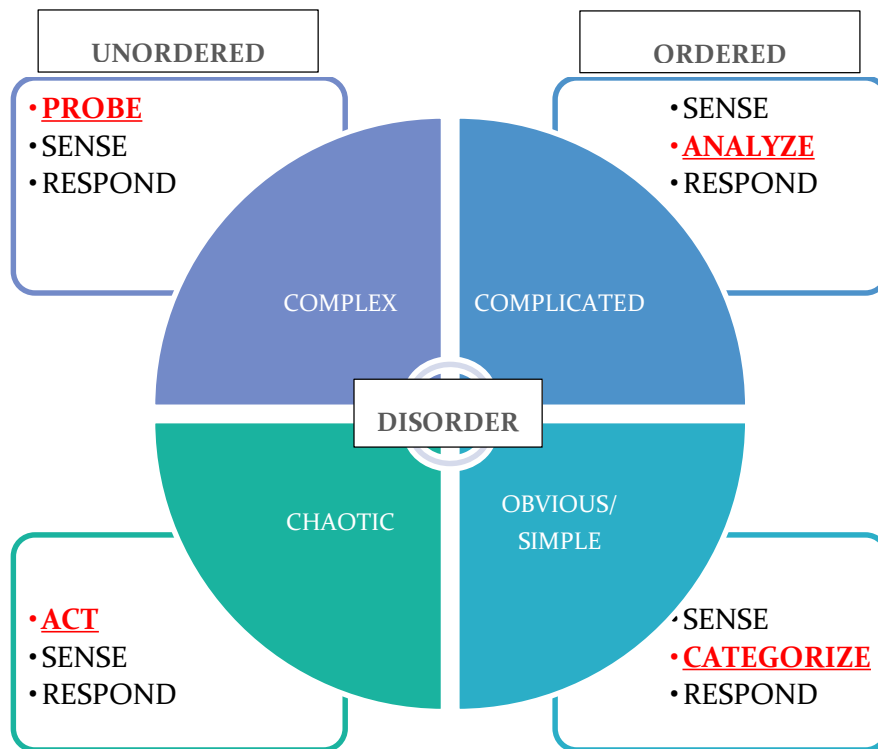 UNORDERED
ORDERED
•PROBE
•SENSE
•RESPOND
•SENSE
•ANALYZE
•RESPOND
COMPLEX
COMPLICATED
DISORDER
CHAOTIC
OBVIOUS/
SIMPLE
•ACT
•SENSE
•RESPOND
•SENSE
•CATEGORIZE
•RESPOND